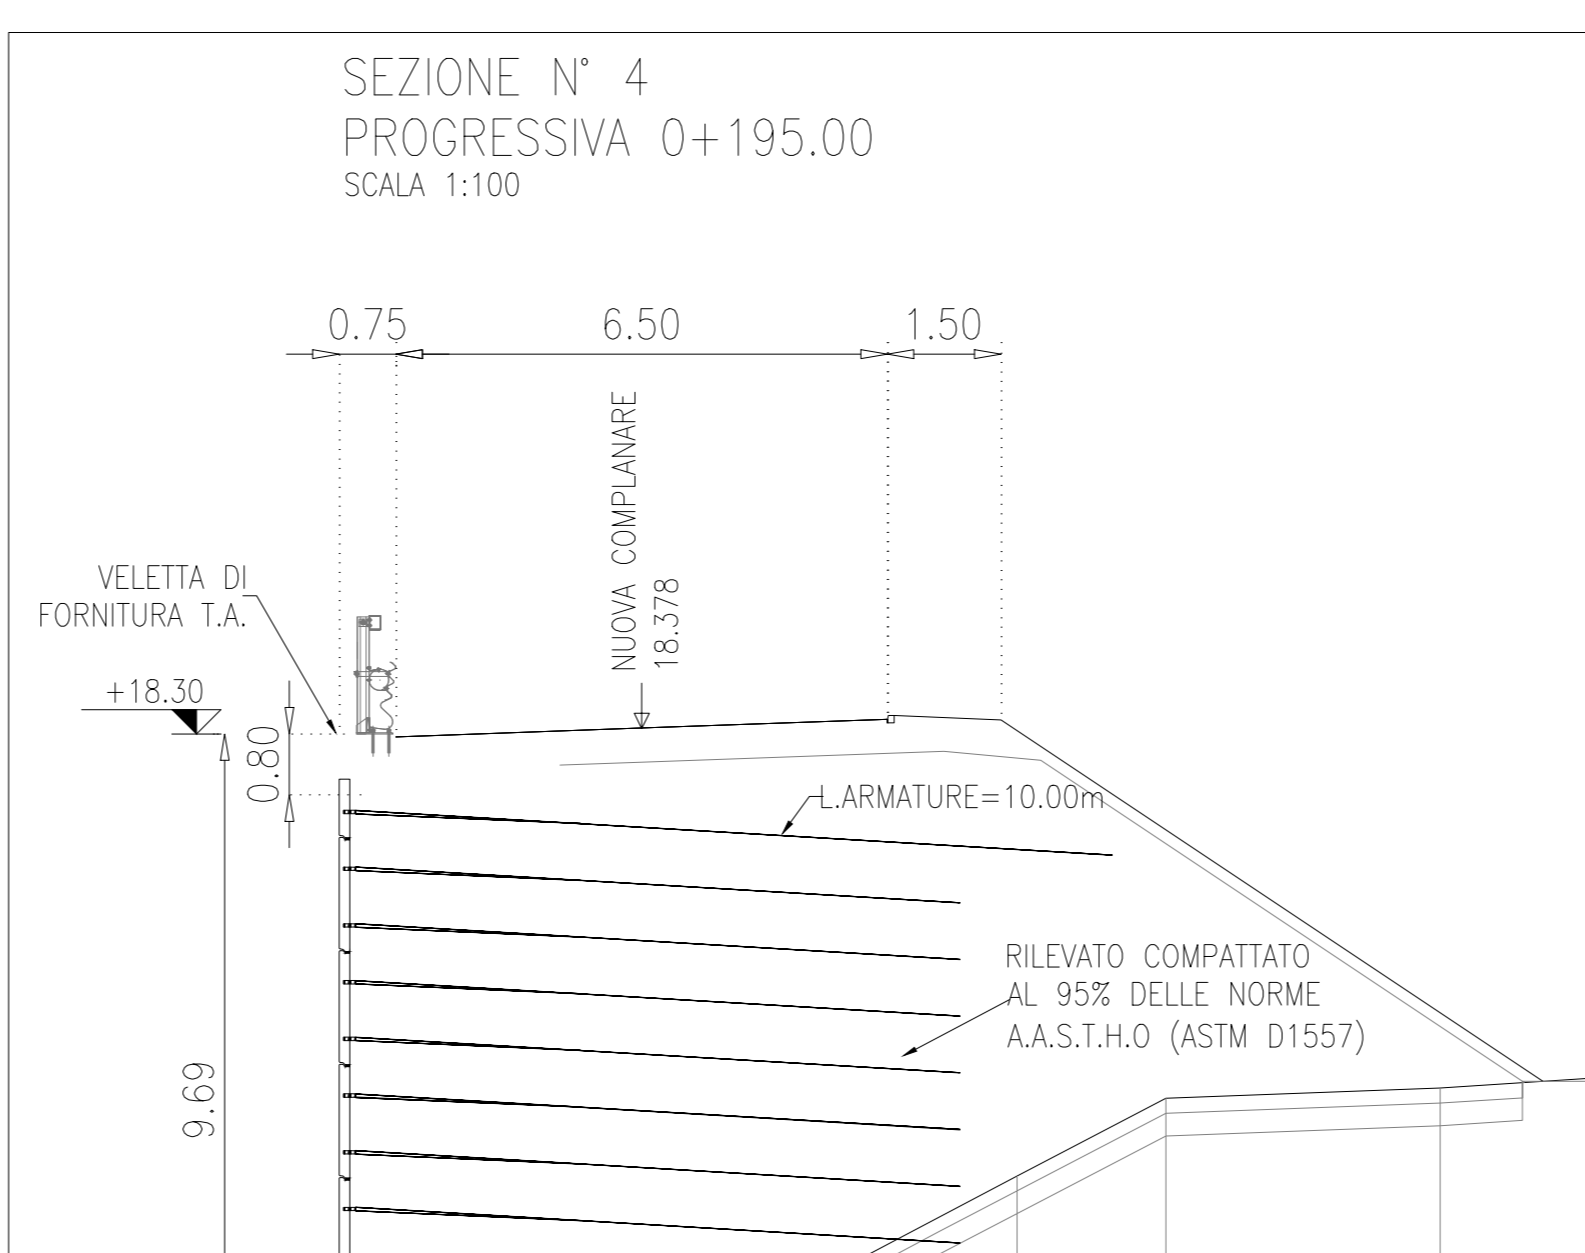 SEZIONE N° 4
PROGRESSIVA 0+195.00
SCALA 1:100
0.75
6.50
1.50
NUOVA COMPLANARE
18.378
VELETTA DI
FORNITURA T.A.
+18.30
0.80
L.ARMATURE=10.00m
RILEVATO COMPATTATO
AL 95% DELLE NORME
A.A.S.T.H.O (ASTM D1557)
9.69